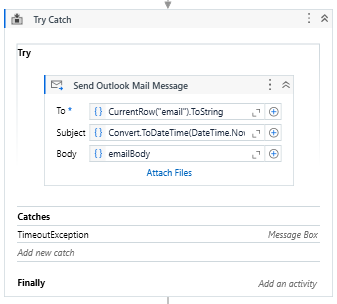 Try Catch
Try
Send Outlook Mail Message
To * {} CurrentRow("email").ToString
Subject {} Convert.ToDateTime(DateTime.Nov
Body {} emailBody
Attach Files
Catches
TimeoutException Message Box
Add new catch
Finally Add an activity